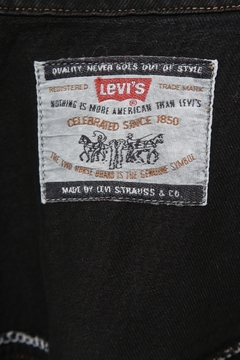 QUALITY NEVER GOES OUT OF STYLE
LEVI'S
®
REGISTERED TRADE MARK
NOTHING IS MORE AMERICAN THAN LEVI'S
CELEBRATED SINCE 1850
THE TWO HORSE BRAND IS THE GENUINE SYMBOL
MADE BY LEVI STRAUSS & CO.